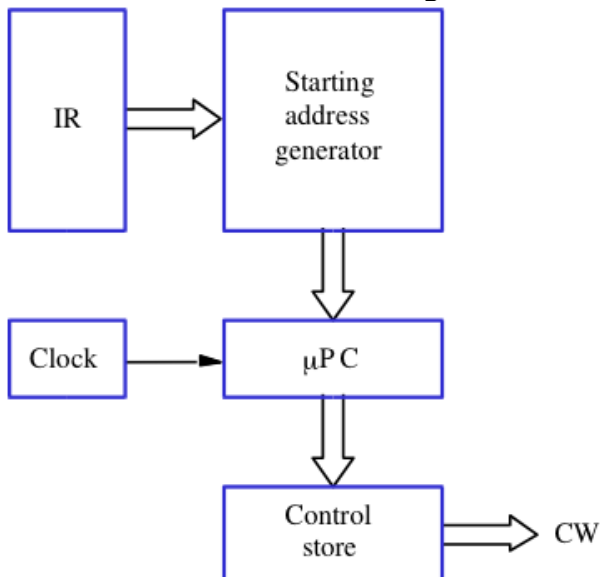 IR
Starting
address
generator
Clock
μP C
Control
store
CW